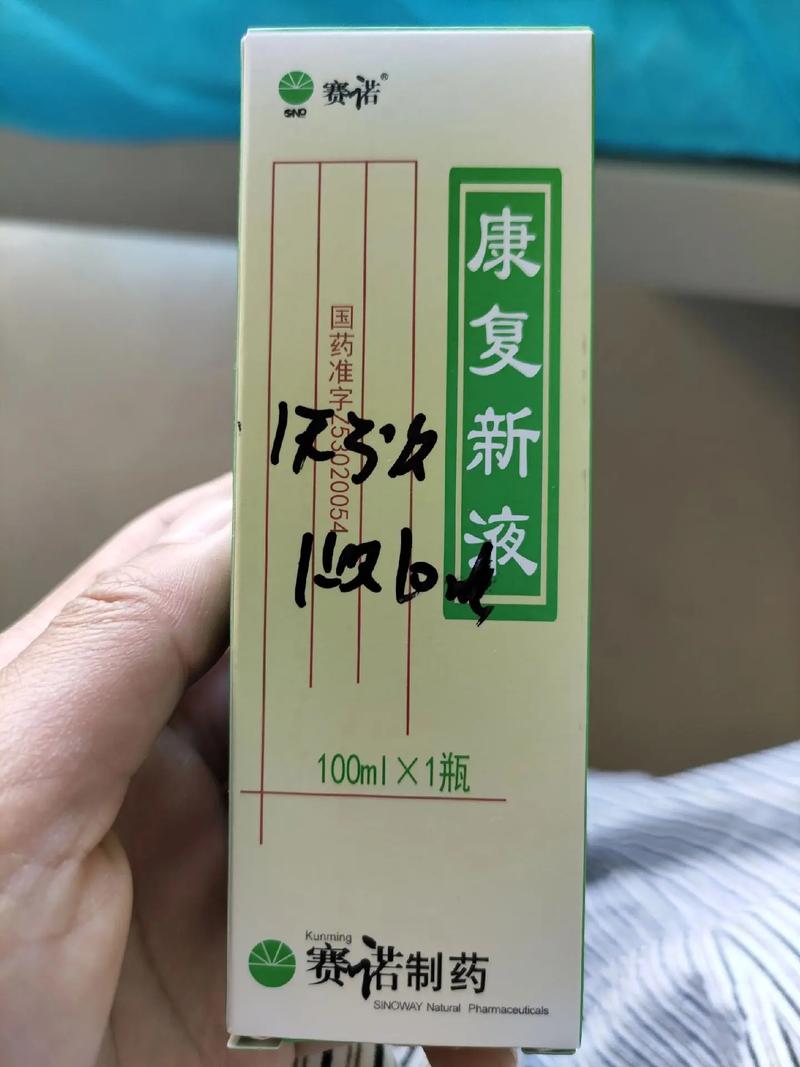 SND 赛诺®
康复新液
国药准字Z53020054
1天3次
1次10ml
100ml×1瓶
Kunming
赛诺制药
SINOWAY Natural Pharmaceuticals